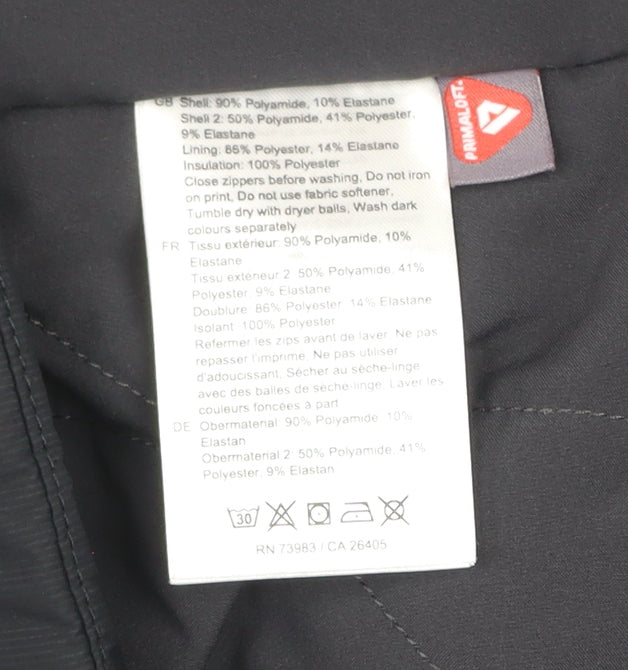 GB Shell: 90% Polyamide, 10% Elastane
Shell 2: 50% Polyamide, 41% Polyester,
9% Elastane
Lining: 86% Polyester, 14% Elastane
Insulation: 100% Polyester
Close zippers before washing, Do not iron
on print, Do not use fabric softener,
Tumble dry with dryer balls, Wash dark
colours separately
FR Tissu extérieur: 90% Polyamide, 10%
Elastane
Tissu extérieur 2: 50% Polyamide, 41%
Polyester, 9% Elastane
Doublure: 86% Polyester, 14% Elastane
Isolant: 100% Polyester
Refermer les zips avant de laver. Ne pas
repasser l'imprimé. Ne pas utiliser
d'adoucissant, Sécher au sèche-linge
avec des balles de sèche-linge. Laver les
couleurs foncées à part
DE Obermaterial: 90% Polyamide, 10%
Elastan
Obermaterial 2: 50% Polyamide, 41%
Polyester, 9% Elastan
30
RN 73983 / CA 26405
PRIMALOFT